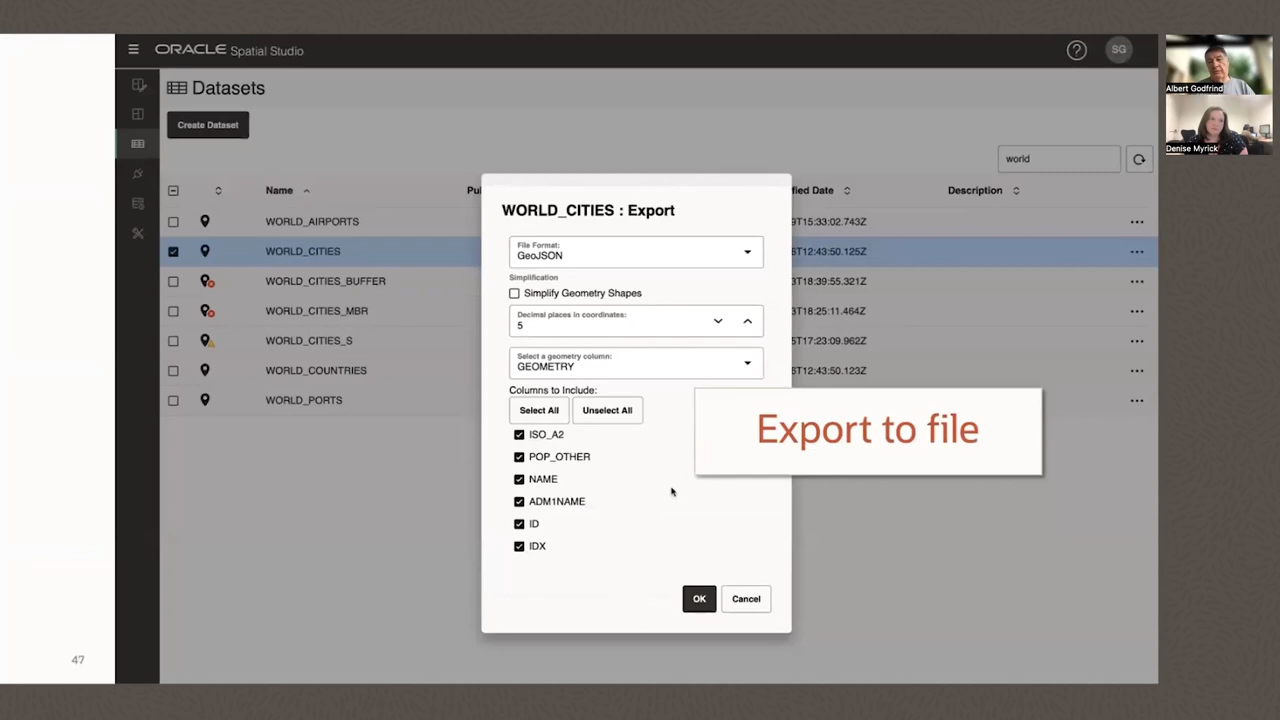 ORACLE Spatial Studio
SG
Albert Godfrind
Denise Myrick
Datasets
Create Dataset
world
Name
Pu
fied Date
Description
WORLD_AIRPORTS
9T15:33:02.743Z
WORLD_CITIES
6T12:43:50.125Z
WORLD_CITIES_BUFFER
3T18:39:55.321Z
WORLD_CITIES_MBR
3T18:25:11.464Z
WORLD_CITIES_S
5T17:23:09.962Z
WORLD_COUNTRIES
6T12:43:50.123Z
WORLD_PORTS
WORLD_CITIES : Export
File Format:
GeoJSON
Simplification
Simplify Geometry Shapes
Decimal places in coordinates:
5
Select a geometry column:
GEOMETRY
Columns to Include:
Select All
Unselect All
ISO_A2
POP_OTHER
NAME
ADM1NAME
ID
IDX
OK
Cancel
Export to file
47